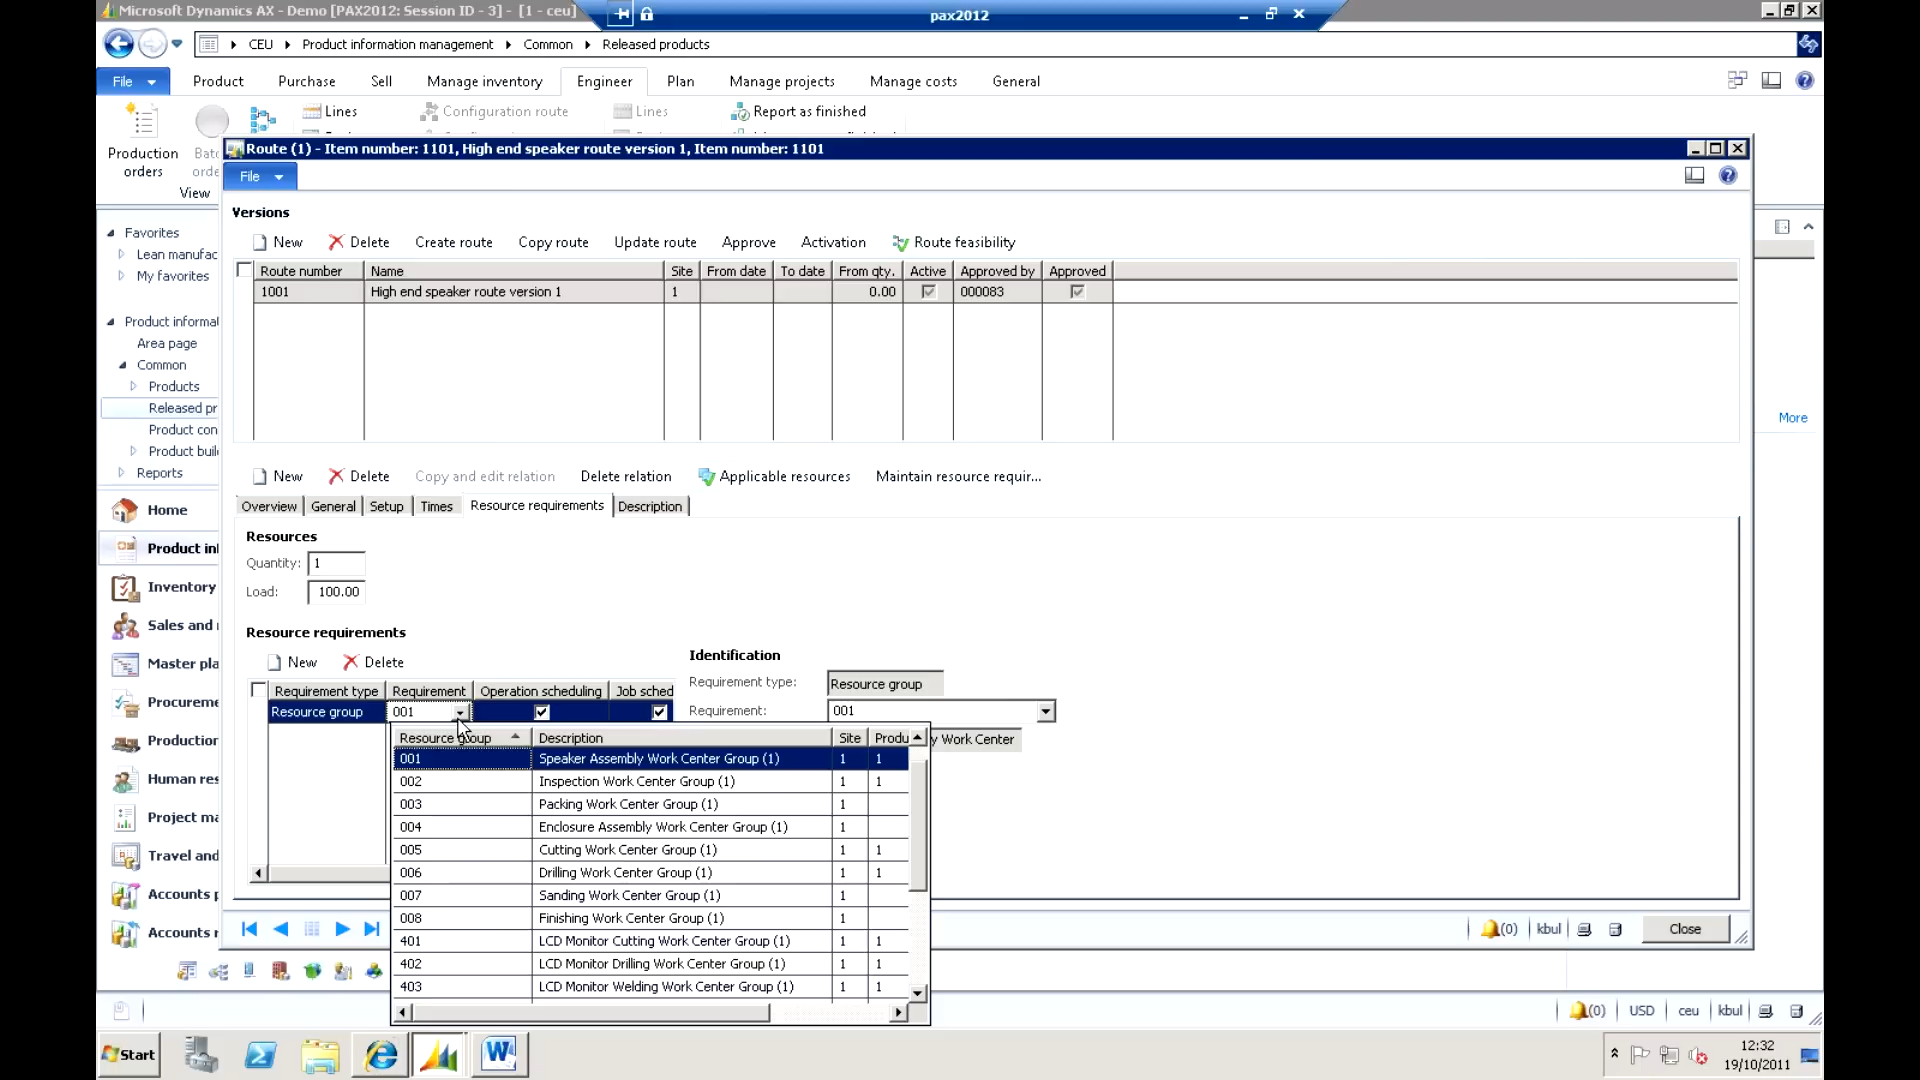 Microsoft Dynamics AX - Demo [PAX2012: Session ID - 3] - [1 - ceu]
pax2012
CEU
Product information management
Common
Released products
File
Product
Purchase
Sell
Manage inventory
Engineer
Plan
Manage projects
Manage costs
General
Lines
Configuration route
Lines
Report as finished
Production
orders
Batc
orde
View
Route (1) - Item number: 1101, High end speaker route version 1, Item number: 1101
File
Versions
New
Delete
Create route
Copy route
Update route
Approve
Activation
Route feasibility
Route number
Name
Site
From date
To date
From qty.
Active
Approved by
Approved
1001
High end speaker route version 1
1
0.00
000083
Favorites
Lean manufac
My favorites
Product informal
Area page
Common
Products
Released pr
Product con
Product buil
Reports
More
New
Delete
Copy and edit relation
Delete relation
Applicable resources
Maintain resource requir...
Overview
General
Setup
Times
Resource requirements
Description
Resources
Quantity:
1
Load:
100.00
Resource requirements
New
Delete
Requirement type
Requirement
Operation scheduling
Job sched
Resource group
001
Identification
Requirement type:
Resource group
Requirement:
001
y Work Center
Resource group
Description
Site
Produ
001
Speaker Assembly Work Center Group (1)
1
1
002
Inspection Work Center Group (1)
1
1
003
Packing Work Center Group (1)
1
004
Enclosure Assembly Work Center Group (1)
1
005
Cutting Work Center Group (1)
1
1
006
Drilling Work Center Group (1)
1
1
007
Sanding Work Center Group (1)
1
008
Finishing Work Center Group (1)
1
401
LCD Monitor Cutting Work Center Group (1)
1
1
402
LCD Monitor Drilling Work Center Group (1)
1
1
403
LCD Monitor Welding Work Center Group (1)
1
1
Home
Product in
Inventory
Sales and
Master pla
Procureme
Production
Human res
Project ma
Travel and
Accounts p
Accounts r
(0)
kbul
Close
(0)
USD
ceu
kbul
Start
12:32
19/10/2011